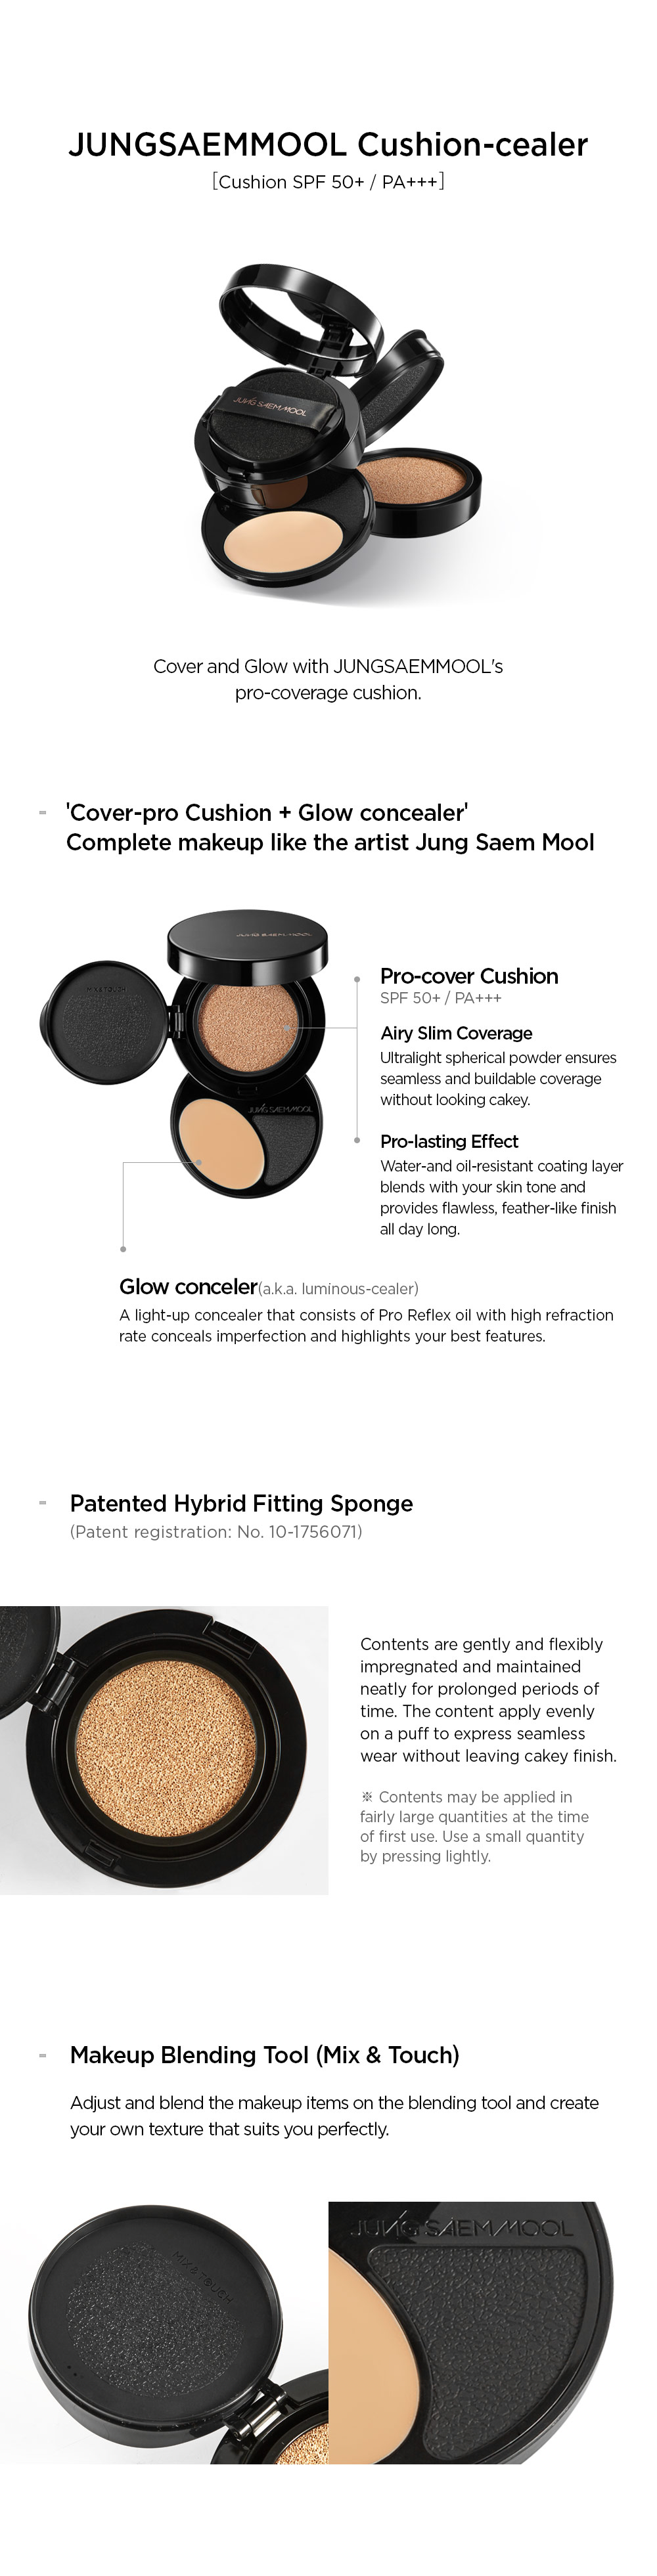 JUNGSAEMMOOL Cushion-cealer
[Cushion SPF 50+ / PA+++]
JUNG SAEM MOOL
Cover and Glow with JUNGSAEMMOOL's
pro-coverage cushion.
'Cover-pro Cushion + Glow concealer'
Complete makeup like the artist Jung Saem Mool
JUNG SAEM MOOL
MIX & TOUCH
JUNG SAEM MOOL
Pro-cover Cushion
SPF 50+ / PA+++
Airy Slim Coverage
Ultralight spherical powder ensures
seamless and buildable coverage
without looking cakey.
Pro-lasting Effect
Water-and oil-resistant coating layer
blends with your skin tone and
provides flawless, feather-like finish
all day long.
Glow conceler(a.k.a. luminous-cealer)
A light-up concealer that consists of Pro Reflex oil with high refraction
rate conceals imperfection and highlights your best features.
Patented Hybrid Fitting Sponge
(Patent registration: No. 10-1756071)
Contents are gently and flexibly
impregnated and maintained
neatly for prolonged periods of
time. The content apply evenly
on a puff to express seamless
wear without leaving cakey finish.
※ Contents may be applied in
fairly large quantities at the time
of first use. Use a small quantity
by pressing lightly.
Makeup Blending Tool (Mix & Touch)
Adjust and blend the makeup items on the blending tool and create
your own texture that suits you perfectly.
MIX & TOUCH
JUNG SAEM MOOL